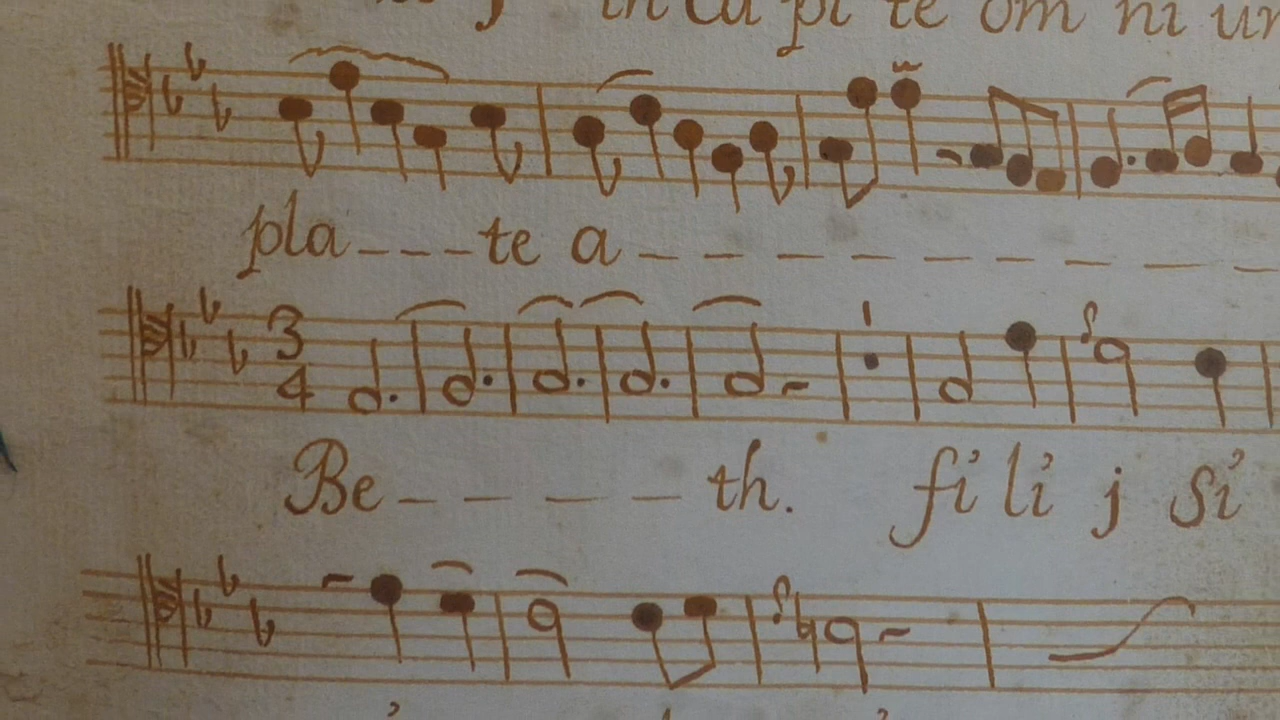 in ca pi te om ni
pla - - - te a - - - - - - - - -
3
4
Be - - - - th. fi li j Si